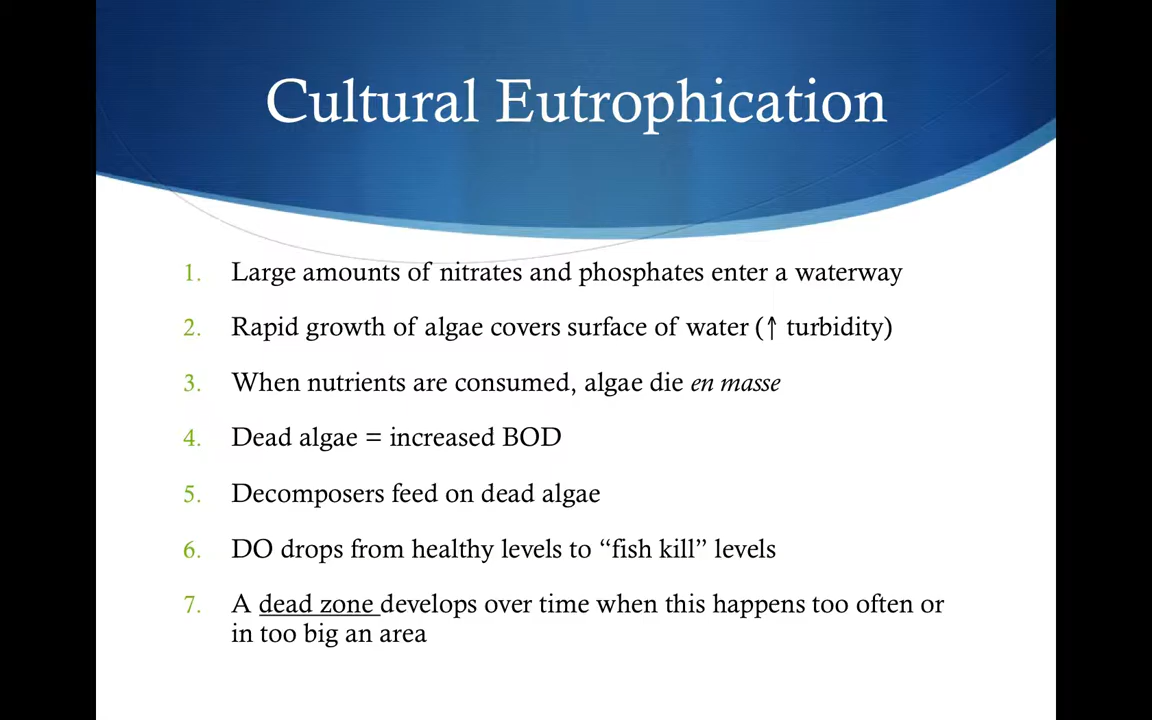 Cultural Eutrophication
1. Large amounts of nitrates and phosphates enter a waterway
2. Rapid growth of algae covers surface of water (↑ turbidity)
3. When nutrients are consumed, algae die en masse
4. Dead algae = increased BOD
5. Decomposers feed on dead algae
6. DO drops from healthy levels to “fish kill” levels
7. A dead zone develops over time when this happens too often or
in too big an area